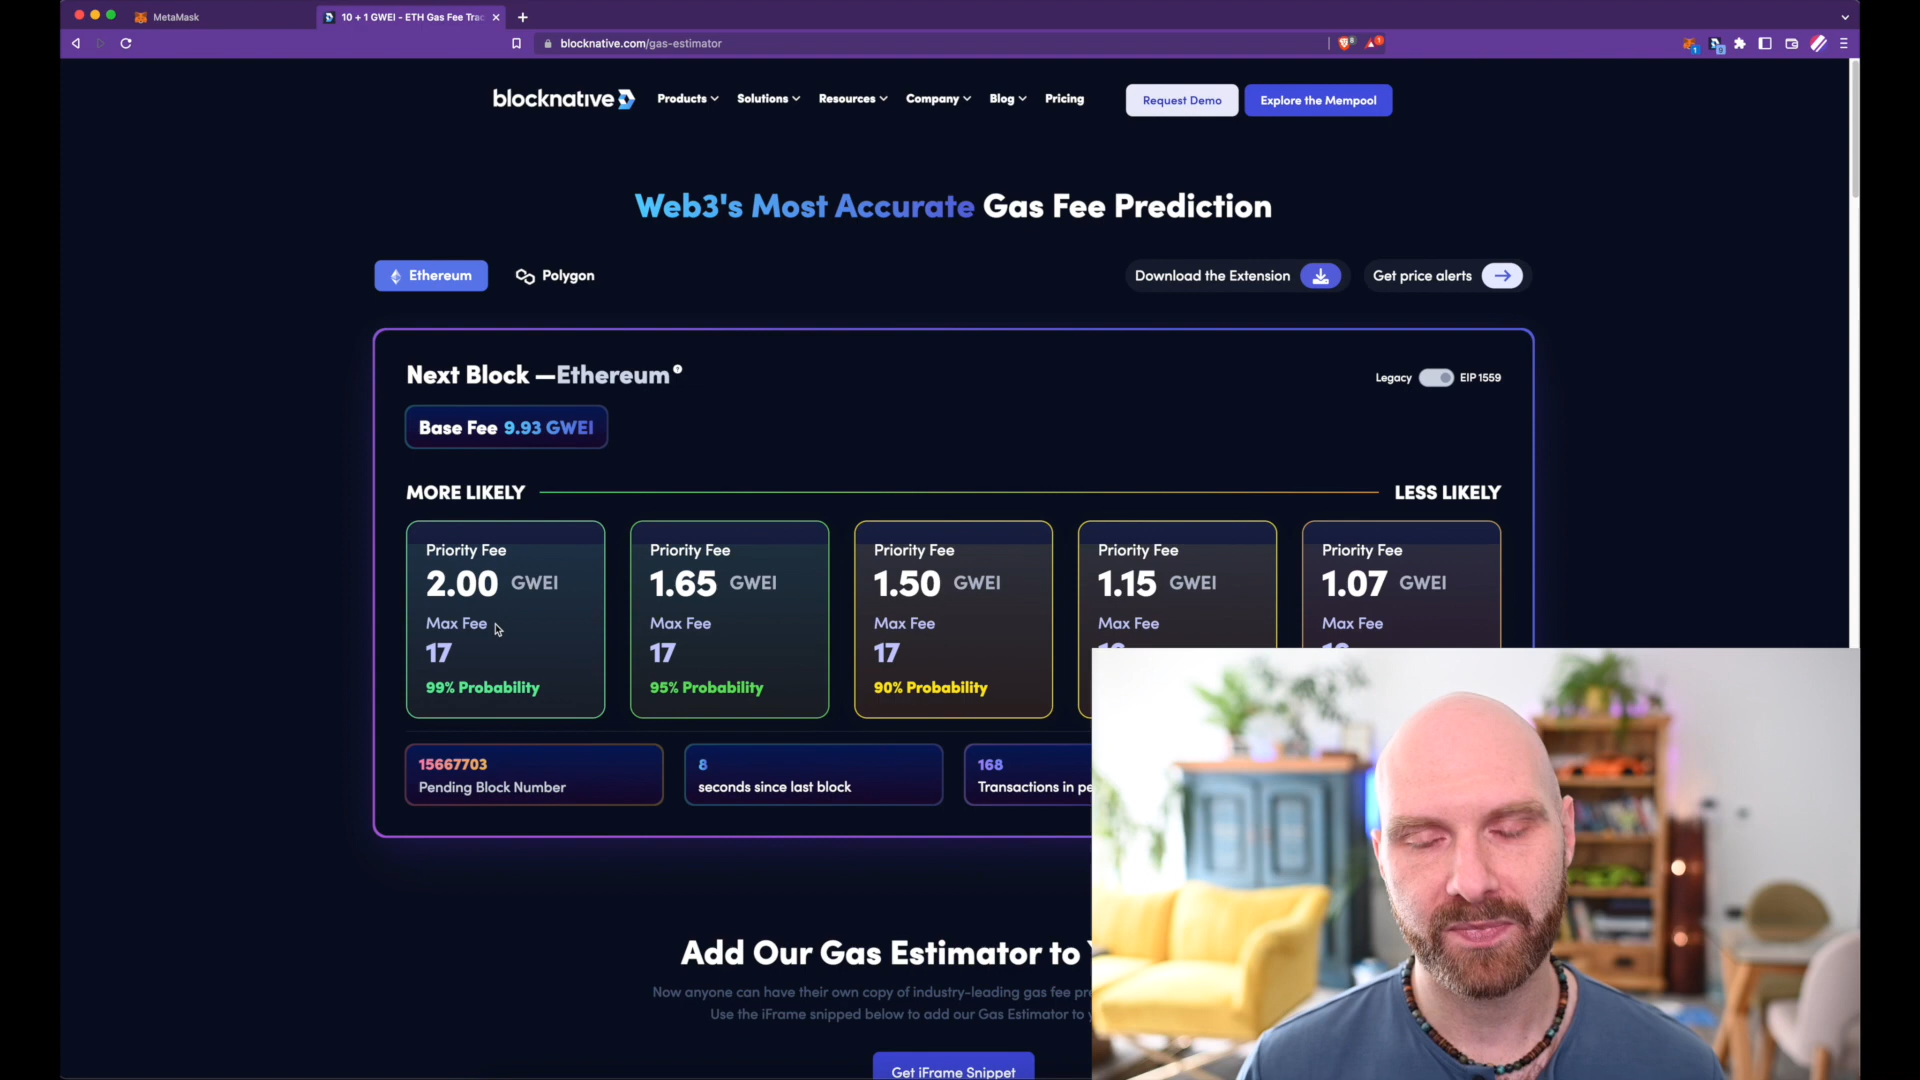 MetaMask
10 + 1 GWEI - ETH Gas Fee Trac
blocknative.com/gas-estimator
blocknative
Products
Solutions
Resources
Company
Blog
Pricing
Request Demo
Explore the Mempool
Web3's Most Accurate Gas Fee Prediction
Ethereum
Polygon
Download the Extension
Get price alerts
Next Block —Ethereum
Legacy
EIP 1559
Base Fee 9.93 GWEI
MORE LIKELY
LESS LIKELY
Priority Fee
2.00 GWEI
Max Fee
17
99% Probability
Priority Fee
1.65 GWEI
Max Fee
17
95% Probability
Priority Fee
1.50 GWEI
Max Fee
17
90% Probability
Priority Fee
1.15 GWEI
Max Fee
Priority Fee
1.07 GWEI
Max Fee
15667703
Pending Block Number
8
seconds since last block
168
Transactions in pe
Add Our Gas Estimator to
Now anyone can have their own copy of industry-leading gas fee pre
Use the iFrame snipped below to add our Gas Estimator to
Get iFrame Snippet